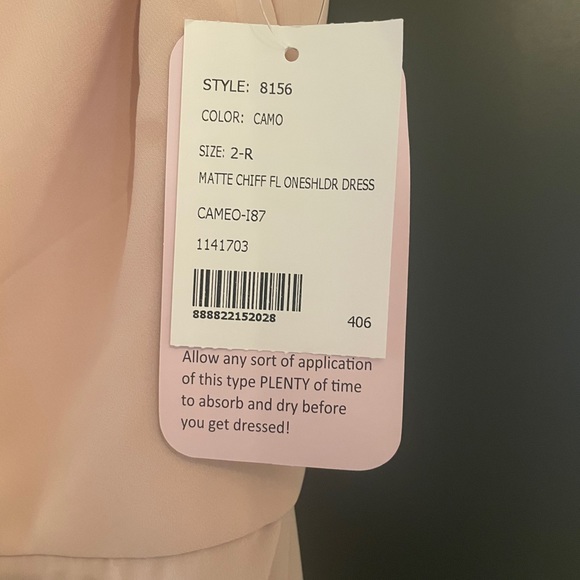 STYLE: 8156
COLOR: CAMO
SIZE: 2-R
MATTE CHIFF FL ONESHLDR DRESS
CAMEO-I87
1141703
888822152028
406
Allow any sort of application
of this type PLENTY of time
to absorb and dry before
you get dressed!